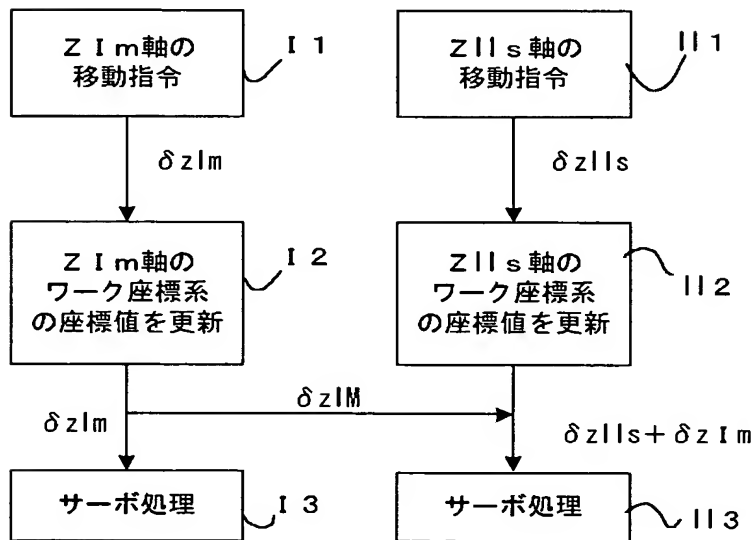 ZIm軸の
移動指令
I1
ZIIs軸の
移動指令
II1
δzIm
δzIIs
ZIm軸の
ワーク座標系
の座標値を更新
I2
ZIIs軸の
ワーク座標系
の座標値を更新
II2
δzIm
δzIM
δzIIs+δzIm
サーボ処理
I3
サーボ処理
II3